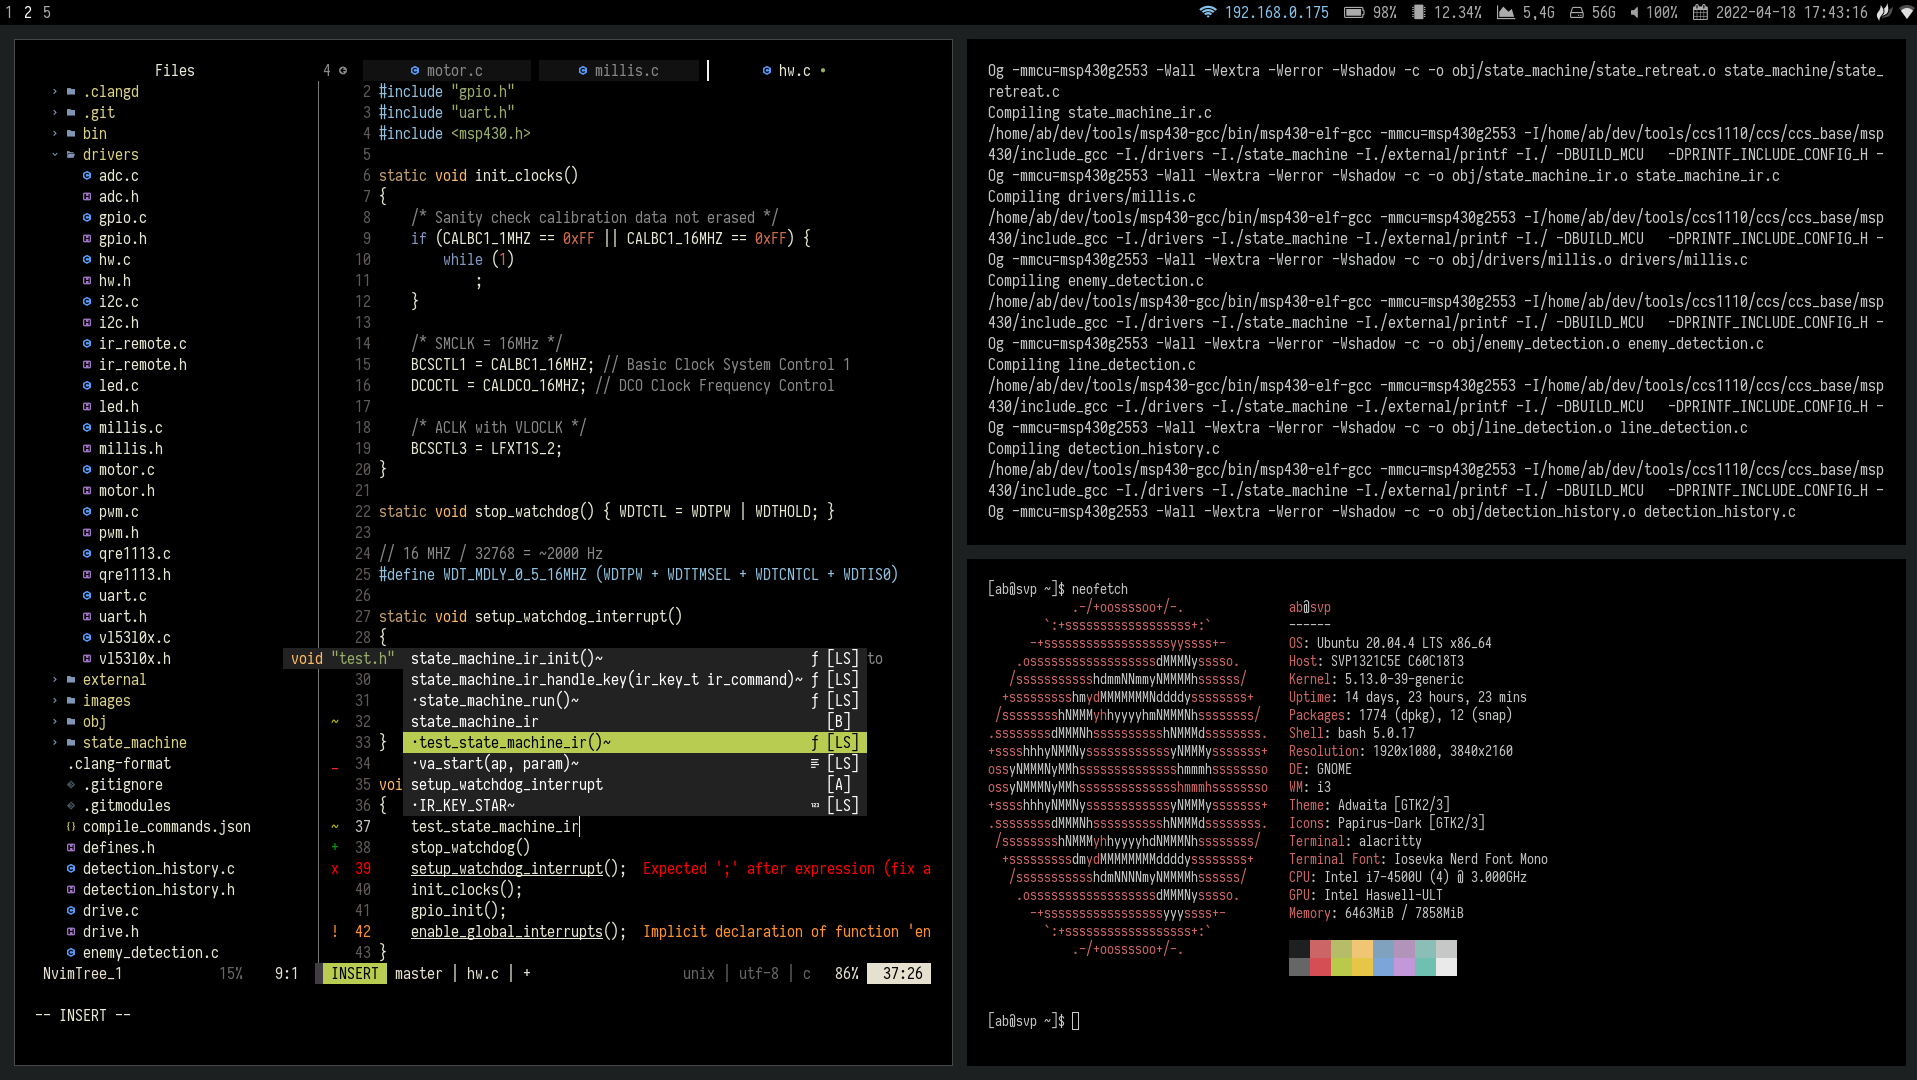 1 2 5
192.168.0.175 98% 12.34% 5,4G 56G 100% 2022-04-18 17:43:16
Files
.clangd
.git
bin
drivers
adc.c
adc.h
gpio.c
gpio.h
hw.c
hw.h
i2c.c
i2c.h
ir_remote.c
ir_remote.h
led.c
led.h
millis.c
millis.h
motor.c
motor.h
pwm.c
pwm.h
qre1113.c
qre1113.h
uart.c
uart.h
vl53l0x.c
vl53l0x.h
external
images
obj
state_machine
.clang-format
.gitignore
.gitmodules
compile_commands.json
defines.h
detection_history.c
detection_history.h
drive.c
drive.h
enemy_detection.c
NvimTree_1 15% 9:1
4 motor.c millis.c hw.c •
2 #include "gpio.h"
3 #include "uart.h"
4 #include <msp430.h>
5
6 static void init_clocks()
7 {
8 /* Sanity check calibration data not erased */
9 if (CALBC1_1MHZ == 0xFF || CALBC1_16MHZ == 0xFF) {
10 while (1)
11 ;
12 }
13
14 /* SMCLK = 16MHz */
15 BCSCTL1 = CALBC1_16MHZ; // Basic Clock System Control 1
16 DCOCTL = CALDCO_16MHZ; // DCO Clock Frequency Control
17
18 /* ACLK with VLOCLK */
19 BCSCTL3 = LFXT1S_2;
20 }
21
22 static void stop_watchdog() { WDTCTL = WDTPW | WDTHOLD; }
23
24 // 16 MHZ / 32768 = ~2000 Hz
25 #define WDT_MDLY_0_5_16MHZ (WDTPW + WDTTMSEL + WDTCNTCL + WDTIS0)
26
27 static void setup_watchdog_interrupt()
28 {
void "test.h" state_machine_ir_init()~ ƒ [LS] to
30 state_machine_ir_handle_key(ir_key_t ir_command)~ ƒ [LS]
31 ·state_machine_run()~ ƒ [LS]
~ 32 state_machine_ir [B]
33 } ·test_state_machine_ir()~ ƒ [LS]
_ 34 ·va_start(ap, param)~ [LS]
35 voi setup_watchdog_interrupt [A]
36 { ·IR_KEY_STAR~ [LS]
~ 37 test_state_machine_ir
+ 38 stop_watchdog()
x 39 setup_watchdog_interrupt(); Expected ';' after expression (fix a
40 init_clocks();
41 gpio_init();
! 42 enable_global_interrupts(); Implicit declaration of function 'en
43 }
INSERT master | hw.c | + unix | utf-8 | c 86% 37:26
-- INSERT --
Og -mmcu=msp430g2553 -Wall -Wextra -Werror -Wshadow -c -o obj/state_machine/state_retreat.o state_machine/state_
retreat.c
Compiling state_machine_ir.c
/home/ab/dev/tools/msp430-gcc/bin/msp430-elf-gcc -mmcu=msp430g2553 -I/home/ab/dev/tools/ccs1110/ccs/ccs_base/msp
430/include_gcc -I./drivers -I./state_machine -I./external/printf -I./ -DBUILD_MCU -DPRINTF_INCLUDE_CONFIG_H -
Og -mmcu=msp430g2553 -Wall -Wextra -Werror -Wshadow -c -o obj/state_machine_ir.o state_machine_ir.c
Compiling drivers/millis.c
/home/ab/dev/tools/msp430-gcc/bin/msp430-elf-gcc -mmcu=msp430g2553 -I/home/ab/dev/tools/ccs1110/ccs/ccs_base/msp
430/include_gcc -I./drivers -I./state_machine -I./external/printf -I./ -DBUILD_MCU -DPRINTF_INCLUDE_CONFIG_H -
Og -mmcu=msp430g2553 -Wall -Wextra -Werror -Wshadow -c -o obj/drivers/millis.o drivers/millis.c
Compiling enemy_detection.c
/home/ab/dev/tools/msp430-gcc/bin/msp430-elf-gcc -mmcu=msp430g2553 -I/home/ab/dev/tools/ccs1110/ccs/ccs_base/msp
430/include_gcc -I./drivers -I./state_machine -I./external/printf -I./ -DBUILD_MCU -DPRINTF_INCLUDE_CONFIG_H -
Og -mmcu=msp430g2553 -Wall -Wextra -Werror -Wshadow -c -o obj/enemy_detection.o enemy_detection.c
Compiling line_detection.c
/home/ab/dev/tools/msp430-gcc/bin/msp430-elf-gcc -mmcu=msp430g2553 -I/home/ab/dev/tools/ccs1110/ccs/ccs_base/msp
430/include_gcc -I./drivers -I./state_machine -I./external/printf -I./ -DBUILD_MCU -DPRINTF_INCLUDE_CONFIG_H -
Og -mmcu=msp430g2553 -Wall -Wextra -Werror -Wshadow -c -o obj/line_detection.o line_detection.c
Compiling detection_history.c
/home/ab/dev/tools/msp430-gcc/bin/msp430-elf-gcc -mmcu=msp430g2553 -I/home/ab/dev/tools/ccs1110/ccs/ccs_base/msp
430/include_gcc -I./drivers -I./state_machine -I./external/printf -I./ -DBUILD_MCU -DPRINTF_INCLUDE_CONFIG_H -
Og -mmcu=msp430g2553 -Wall -Wextra -Werror -Wshadow -c -o obj/detection_history.o detection_history.c
[ab@svp ~]$ neofetch
ab@svp
------
OS: Ubuntu 20.04.4 LTS x86_64
Host: SVP1321C5E C60C18T3
Kernel: 5.13.0-39-generic
Uptime: 14 days, 23 hours, 23 mins
Packages: 1774 (dpkg), 12 (snap)
Shell: bash 5.0.17
Resolution: 1920x1080, 3840x2160
DE: GNOME
WM: i3
Theme: Adwaita [GTK2/3]
Icons: Papirus-Dark [GTK2/3]
Terminal: alacritty
Terminal Font: Iosevka Nerd Font Mono
CPU: Intel i7-4500U (4) @ 3.000GHz
GPU: Intel Haswell-ULT
Memory: 6463MiB / 7858MiB
[ab@svp ~]$